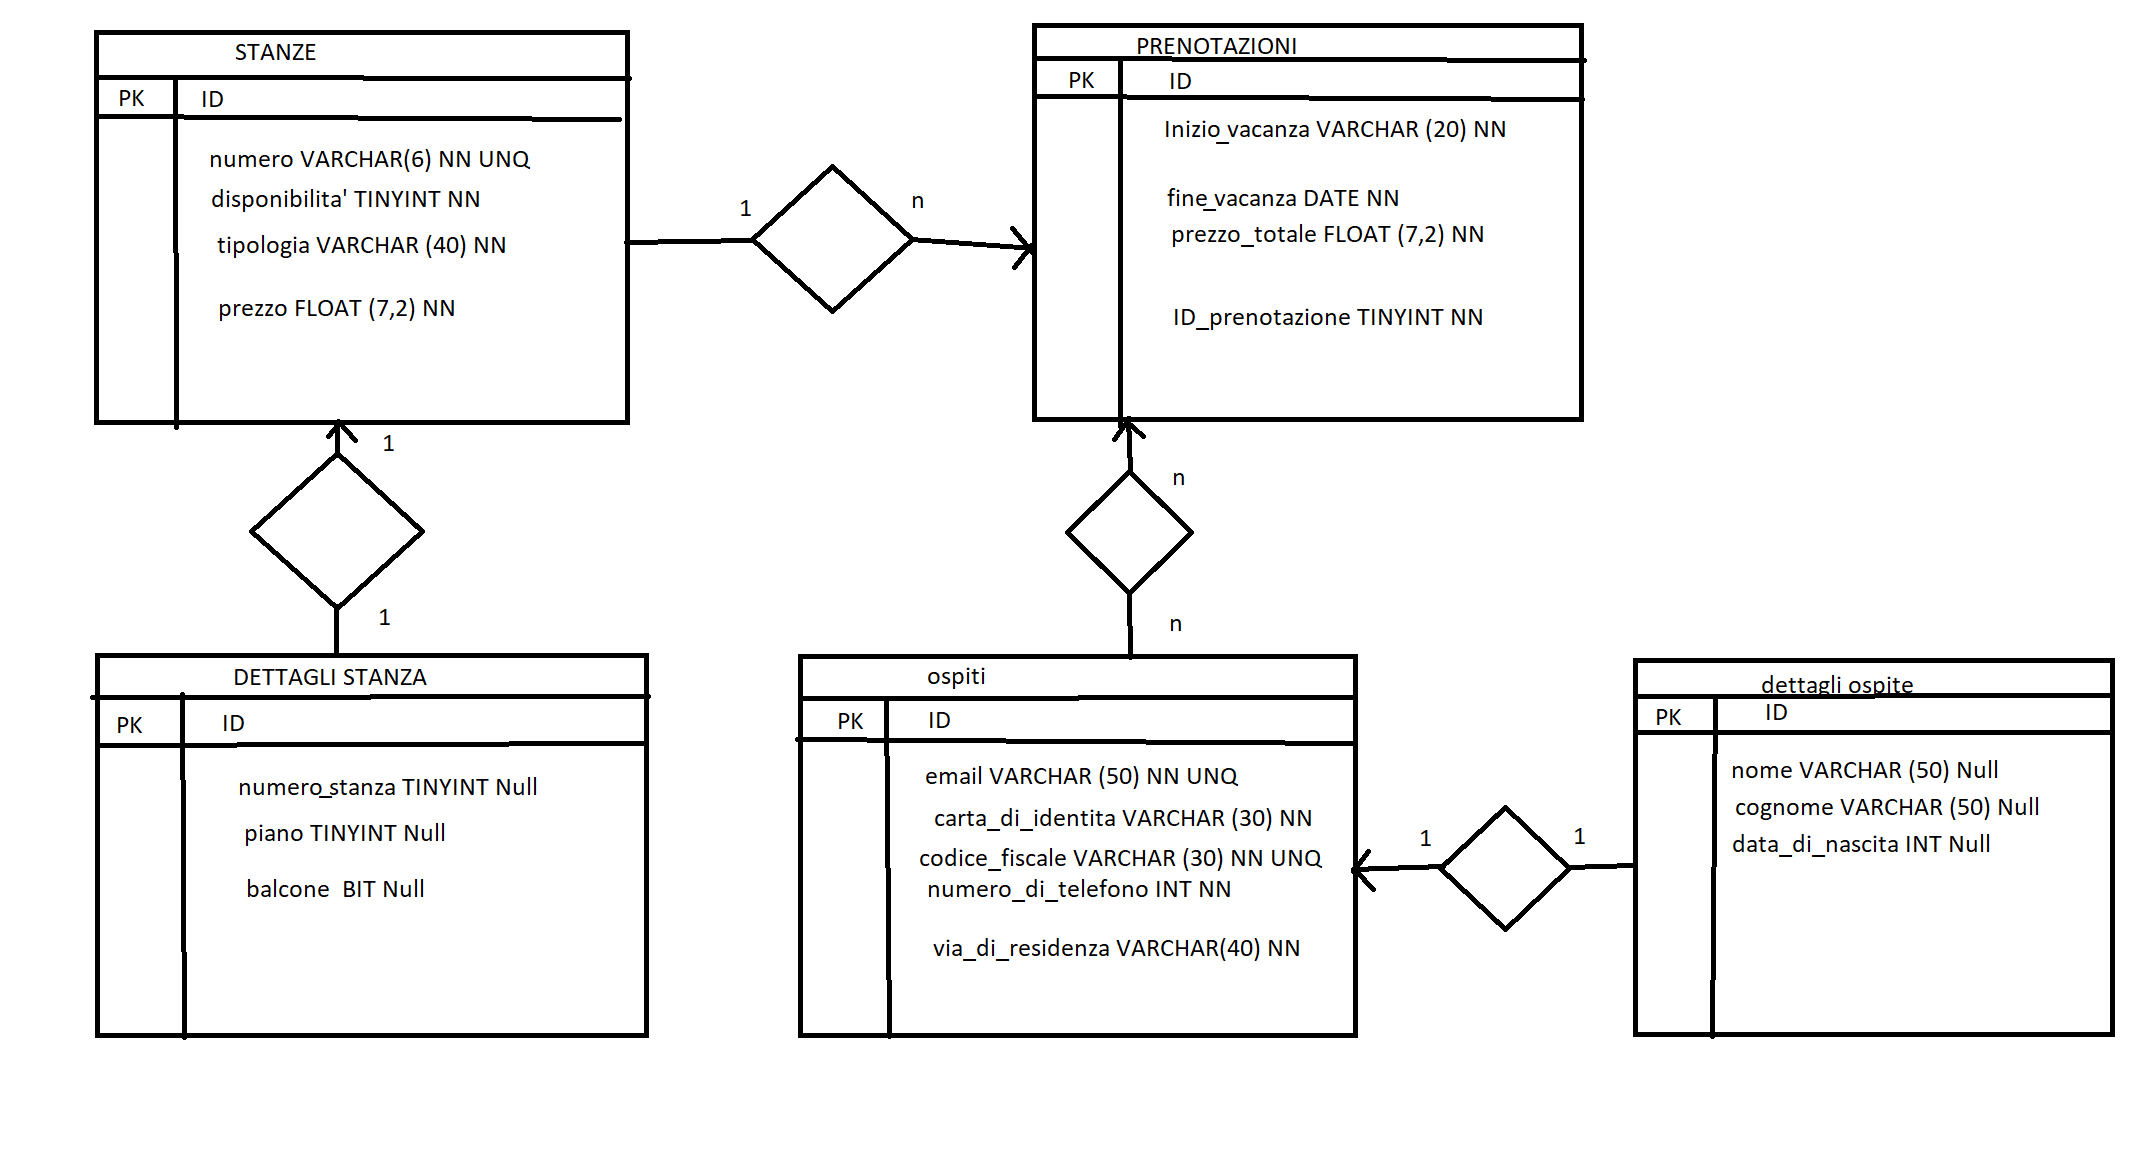 STANZE
PK ID
numero VARCHAR(6) NN UNQ
disponibilita' TINYINT NN
tipologia VARCHAR (40) NN
prezzo FLOAT (7,2) NN
1
n
PRENOTAZIONI
PK ID
Inizio_vacanza VARCHAR (20) NN
fine_vacanza DATE NN
prezzo_totale FLOAT (7,2) NN
ID_prenotazione TINYINT NN
1
1
n
n
DETTAGLI STANZA
PK ID
numero_stanza TINYINT Null
piano TINYINT Null
balcone  BIT Null
ospiti
PK ID
email VARCHAR (50) NN UNQ
carta_di_identita VARCHAR (30) NN
codice_fiscale VARCHAR (30) NN UNQ
numero_di_telefono INT NN
via_di_residenza VARCHAR(40) NN
1
1
dettagli ospite
PK ID
nome VARCHAR (50) Null
cognome VARCHAR (50) Null
data_di_nascita INT Null